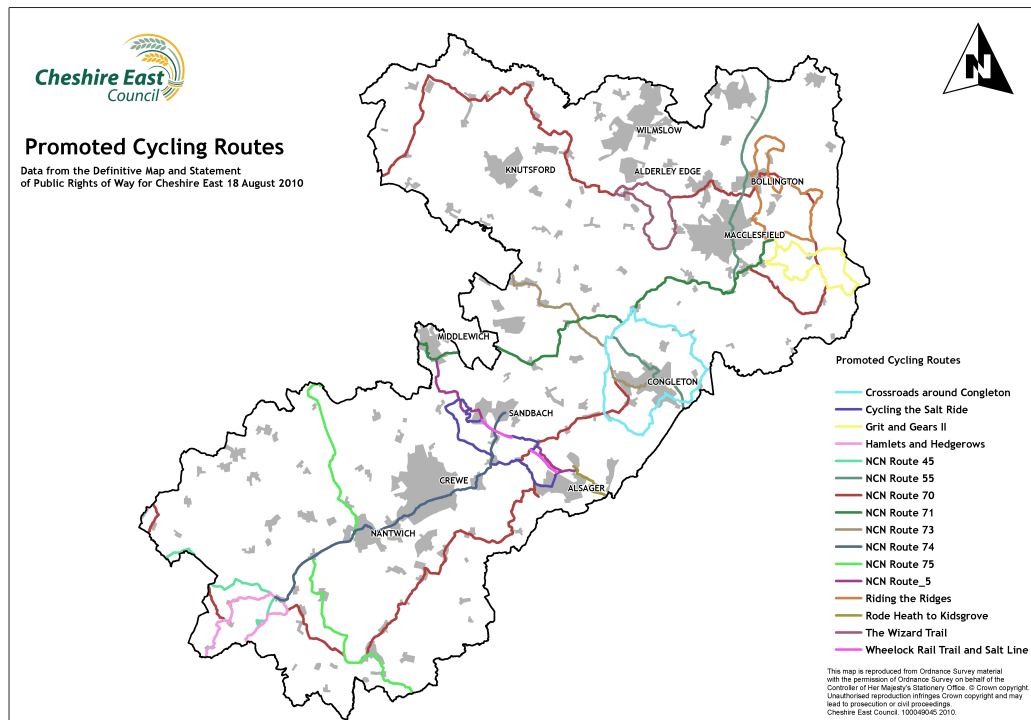 Cheshire East
Council
N
Promoted Cycling Routes
Data from the Definitive Map and Statement
of Public Rights of Way for Cheshire East 18 August 2010
WILMSLOW
KNUTSFORD
ALDERLEY EDGE
BOLLINGTON
MACCLESFIELD
MIDDLEWICH
CONGLETON
SANDBACH
CREWE
ALSAGER
NANTWICH
Promoted Cycling Routes
Crossroads around Congleton
Cycling the Salt Ride
Grit and Gears II
Hamlets and Hedgerows
NCN Route 45
NCN Route 55
NCN Route 70
NCN Route 71
NCN Route 73
NCN Route 74
NCN Route 75
NCN Route_5
Riding the Ridges
Rode Heath to Kidsgrove
The Wizard Trail
Wheelock Rail Trail and Salt Line
This map is reproduced from Ordnance Survey material
with the permission of Ordnance Survey on behalf of the
Controller of Her Majesty's Stationery Office. © Crown copyright.
Unauthorised reproduction infringes Crown copyright and may
lead to prosecution or civil proceedings.
Cheshire East Council. 100049045 2010.